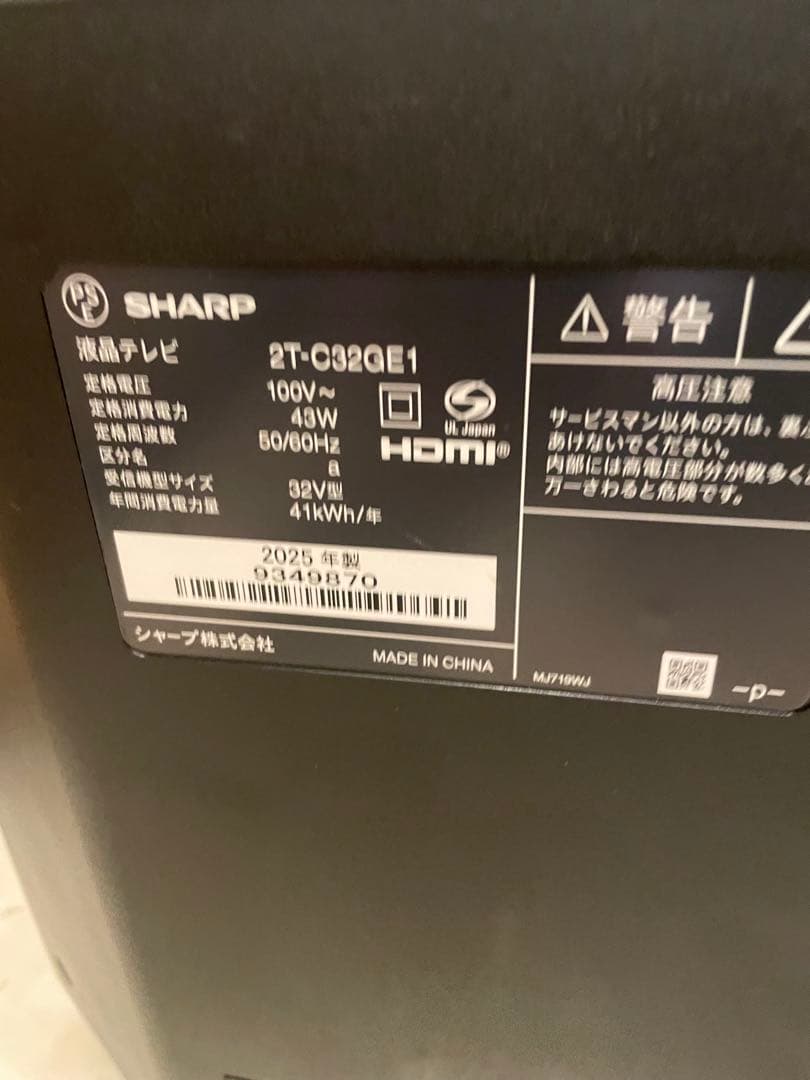 PSE SHARP
液晶テレビ 2T-C32GE1
定格電圧 100V~
定格消費電力 43W
定格周波数 50/60Hz
区分名 a
受信機型サイズ 32V型
年間消費電力量 41kWh/年
UL Japan
HDMI®
2025 年製
9349870
シャープ株式会社
MADE IN CHINA
警告
高圧注意
サービスマン以外の方は、裏
あけないでください。
内部には高電圧部分が数多く
万一さわると危険です。
MJ719WJ
-p-